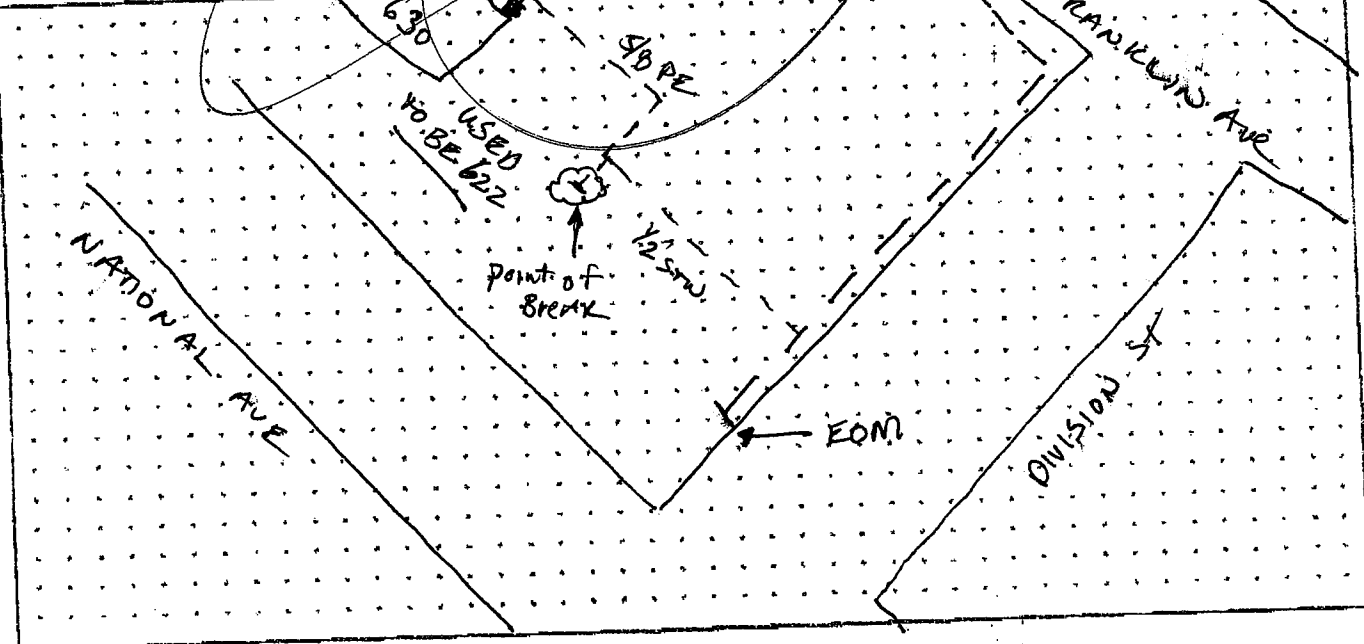 630
5/8 PE
RANKLIN Ave
USED
TO BE 622
NATIONAL AVE
1/2 STW
point of
Break
EOM
DIVISION St